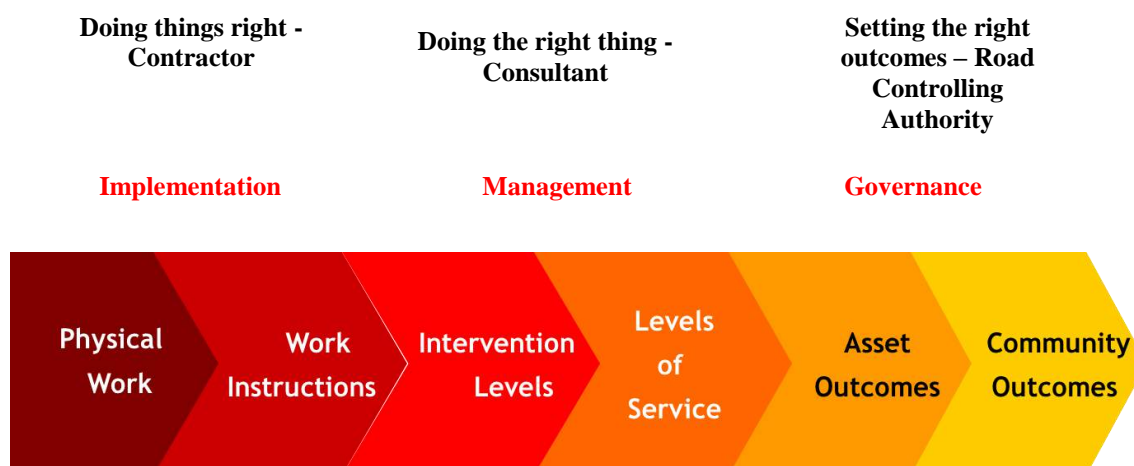 Doing things right -
Contractor
Doing the right thing -
Consultant
Setting the right
outcomes – Road
Controlling
Authority
Implementation
Management
Governance
Physical
Work
Work
Instructions
Intervention
Levels
Levels
of
Service
Asset
Outcomes
Community
Outcomes